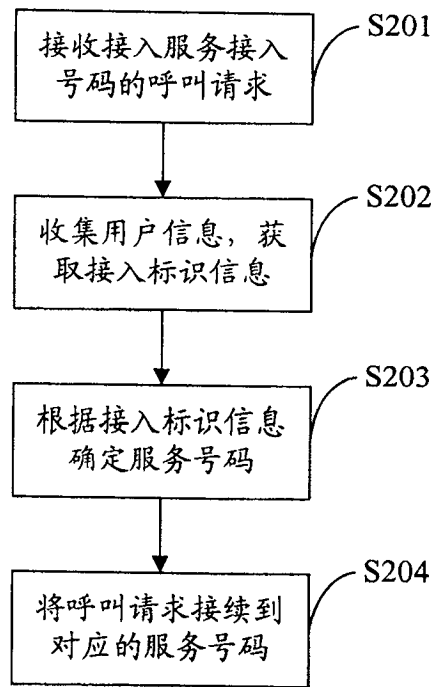 接收接入服务接入
号码的呼叫请求
S201
收集用户信息，获
取接入标识信息
S202
根据接入标识信息
确定服务号码
S203
将呼叫请求接续到
对应的服务号码
S204